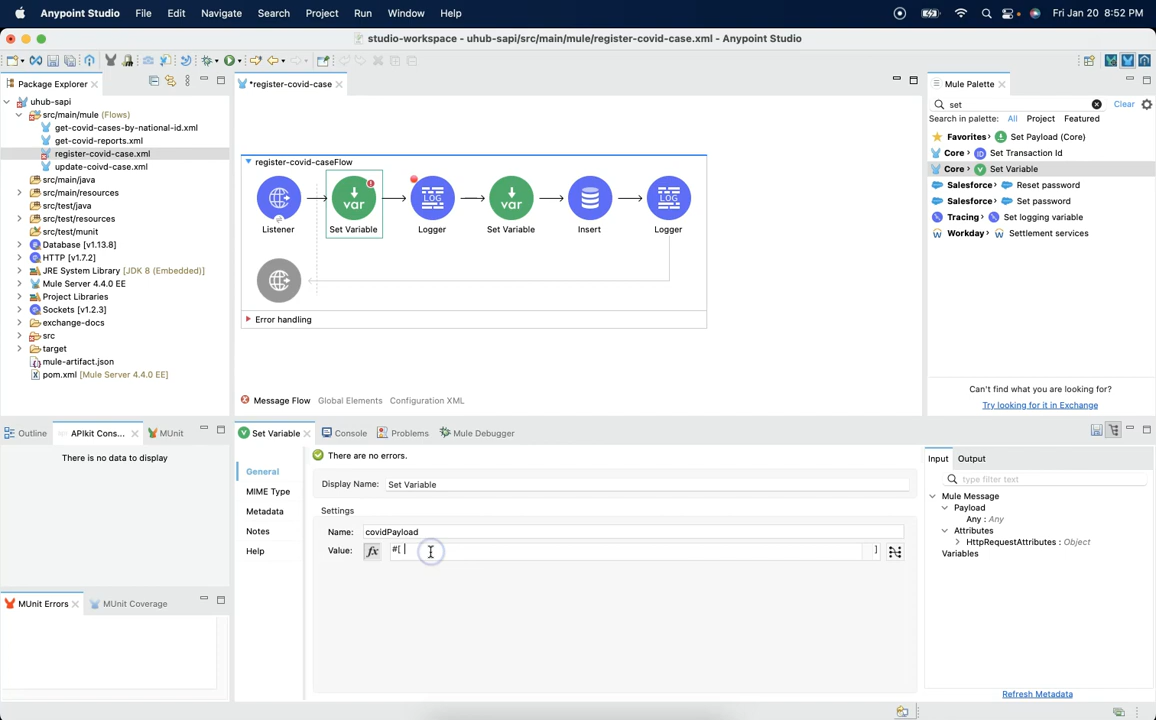 Anypoint Studio File Edit Navigate Search Project Run Window Help Fri Jan 20 8:52 PM
studio-workspace - uhub-sapi/src/main/mule/register-covid-case.xml - Anypoint Studio
Package Explorer
uhub-sapi
src/main/mule (Flows)
get-covid-cases-by-national-id.xml
get-covid-reports.xml
register-covid-case.xml
update-coivd-case.xml
src/main/java
src/main/resources
src/test/java
src/test/resources
src/test/munit
Database [v1.13.8]
HTTP [v1.7.2]
JRE System Library [JDK 8 (Embedded)]
Mule Server 4.4.0 EE
Project Libraries
Sockets [v1.2.3]
exchange-docs
src
target
mule-artifact.json
pom.xml [Mule Server 4.4.0 EE]
*register-covid-case
register-covid-caseFlow
var LOG var LOG
Listener Set Variable Logger Set Variable Insert Logger
Error handling
Message Flow Global Elements Configuration XML
Mule Palette
set Clear
Search in palette: All Project Featured
Favorites› Set Payload (Core)
Core › Set Transaction Id
Core › Set Variable
Salesforce› Reset password
Salesforce› Set password
Tracing› Set logging variable
Workday› Settlement services
Can't find what you are looking for?
Try looking for it in Exchange
Outline APIkit Cons... MUnit
There is no data to display
MUnit Errors MUnit Coverage
Set Variable Console Problems Mule Debugger
There are no errors.
General
MIME Type
Metadata
Notes
Help
Display Name: Set Variable
Settings
Name: covidPayload
Value: fx #[ ]
Input Output
type filter text
Mule Message
Payload
Any : Any
Attributes
HttpRequestAttributes : Object
Variables
Refresh Metadata